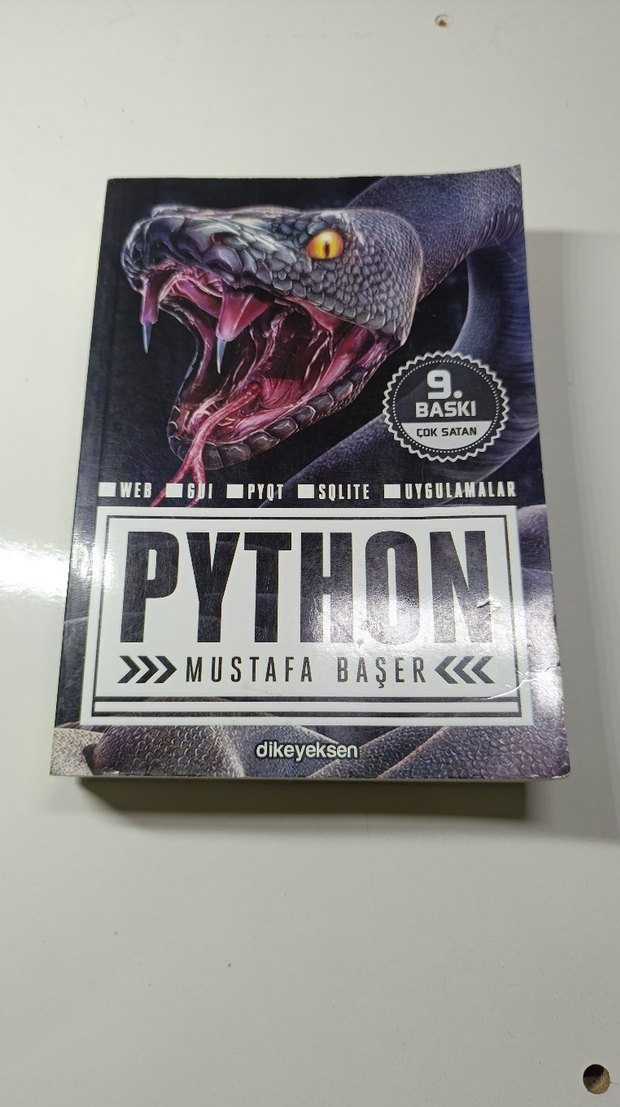 9.
BASKI
ÇOK SATAN
WEB GUI PYQT SQLITE UYGULAMALAR
PYTHON
MUSTAFA BAŞER
dikeyeksen